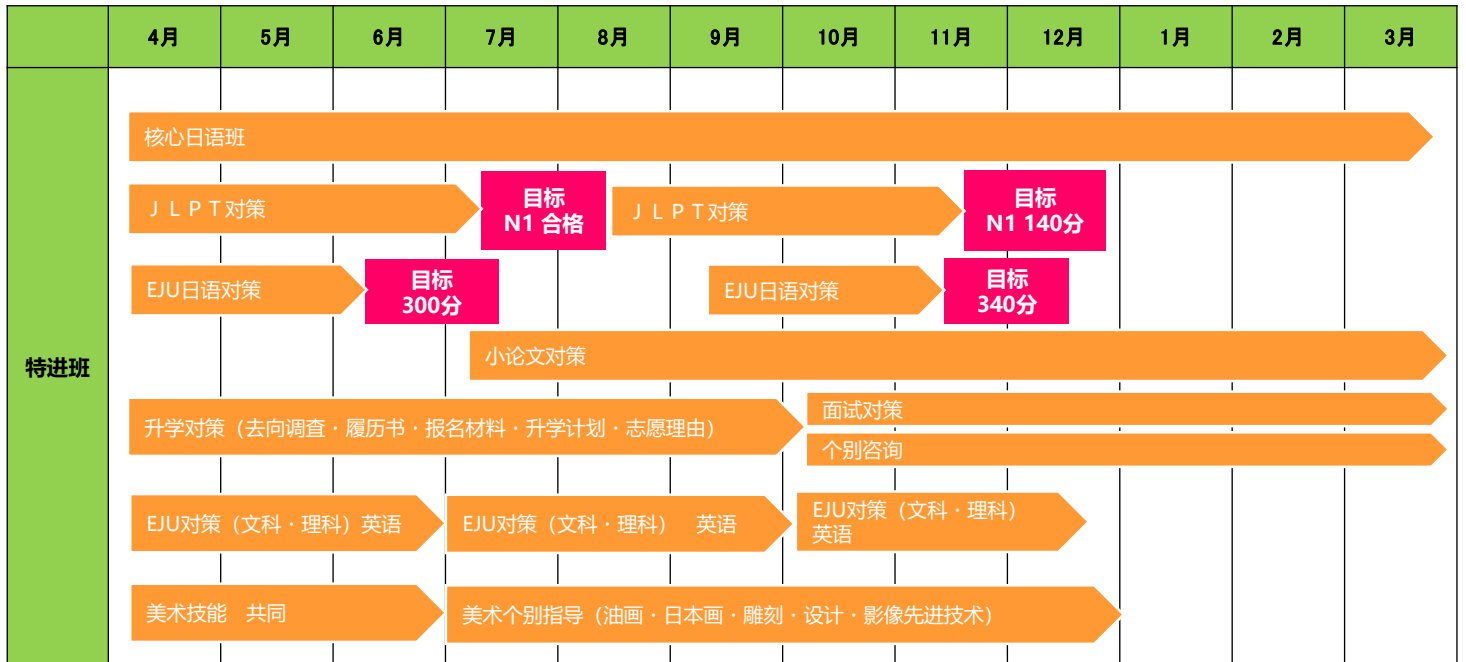 4月 5月 6月 7月 8月 9月 10月 11月 12月 1月 2月 3月
特进班
核心日语班
ＪＬＰＴ对策
目标
N1 合格
ＪＬＰＴ对策
目标
N1 140分
EJU日语对策
目标
300分
EJU日语对策
目标
340分
小论文对策
升学对策（去向调查・履历书・报名材料・升学计划・志愿理由）
面试对策
个别咨询
EJU对策（文科・理科）英语
EJU对策（文科・理科）　英语
EJU对策（文科・理科）
英语
美术技能　共同
美术个别指导（油画・日本画・雕刻・设计・影像先进技术）